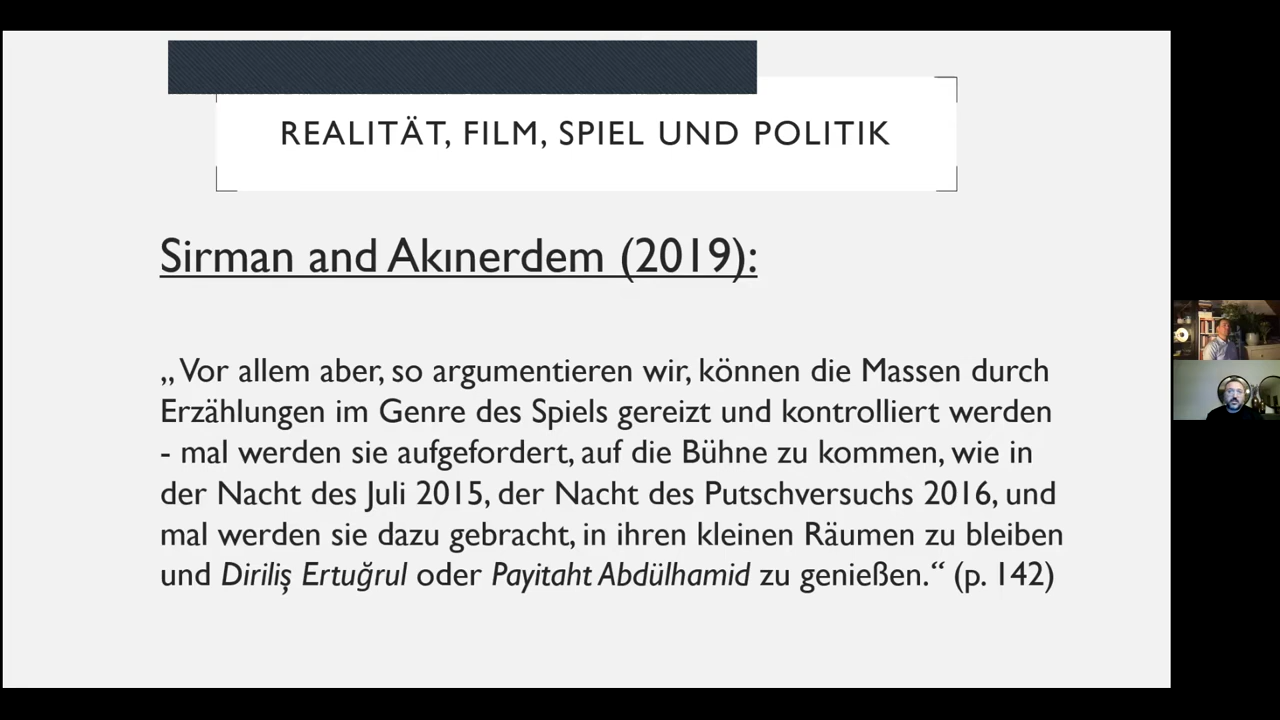 REALITÄT, FILM, SPIEL UND POLITIK
Sirman and Akınerdem (2019):
„Vor allem aber, so argumentieren wir, können die Massen durch
Erzählungen im Genre des Spiels gereizt und kontrolliert werden
- mal werden sie aufgefordert, auf die Bühne zu kommen, wie in
der Nacht des Juli 2015, der Nacht des Putschversuchs 2016, und
mal werden sie dazu gebracht, in ihren kleinen Räumen zu bleiben
und Diriliş Ertuğrul oder Payitaht Abdülhamid zu genießen.“ (p. 142)